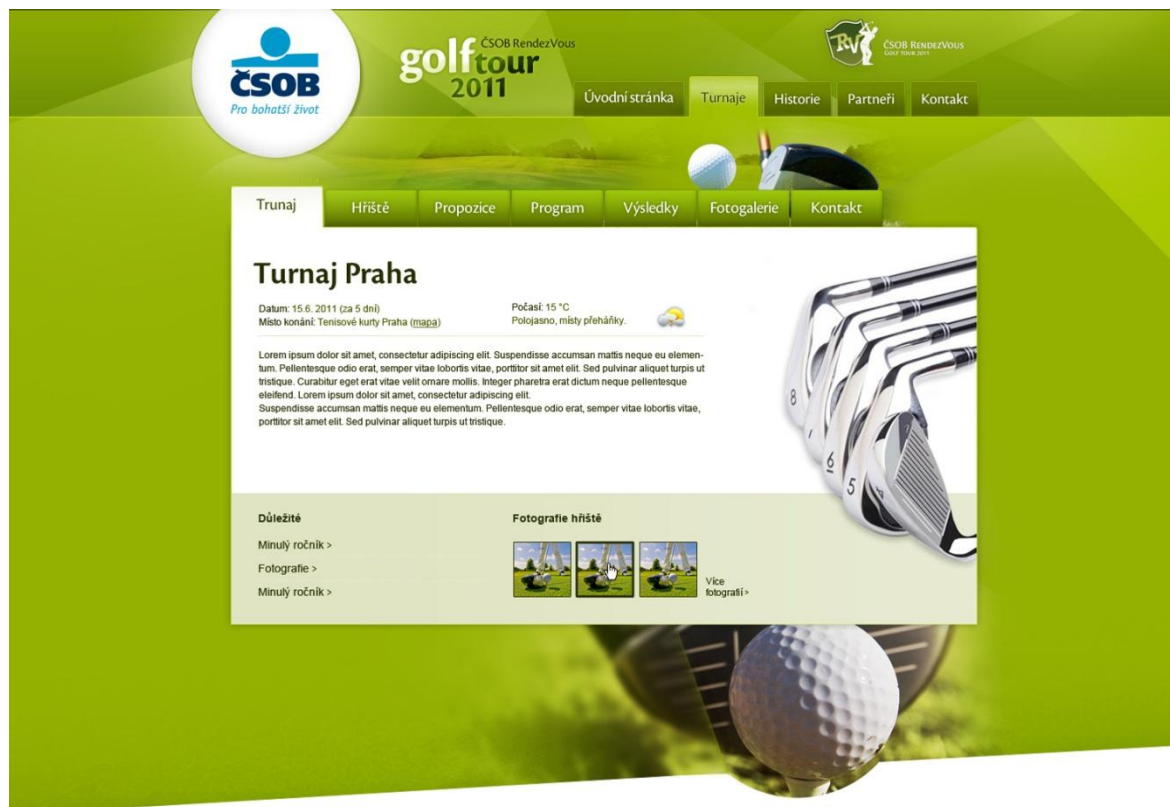 ČSOB
Pro bohatší život
ČSOB RendezVous
golf tour
2011
RV
ČSOB RENDEZVOUS
GOLF TOUR 2011
Úvodní stránka
Turnaje
Historie
Partneři
Kontakt
Trunaj
Hříště
Propozice
Program
Výsledky
Fotogalerie
Kontakt
Turnaj Praha
Datum: 15.6. 2011 (za 5 dní)
Místo konání: Tenisové kurty Praha (mapa)
Počasí: 15 °C
Polojasno, místy přeháňky.
Lorem ipsum dolor sit amet, consectetur adipiscing elit. Suspendisse accumsan mattis neque eu elemen-
tum. Pellentesque odio erat, semper vitae lobortis vitae, porttitor sit amet elit. Sed pulvinar aliquet turpis ut
tristique. Curabitur eget erat vitae velit ornare mollis. Integer pharetra erat dictum neque pellentesque
eleifend. Lorem ipsum dolor sit amet, consectetur adipiscing elit.
Suspendisse accumsan mattis neque eu elementum. Pellentesque odio erat, semper vitae lobortis vitae,
porttitor sit amet elit. Sed pulvinar aliquet turpis ut tristique.
8
6
5
Důležité
Minulý ročník >
Fotografie >
Minulý ročník >
Fotografie hříště
Více
fotografií >